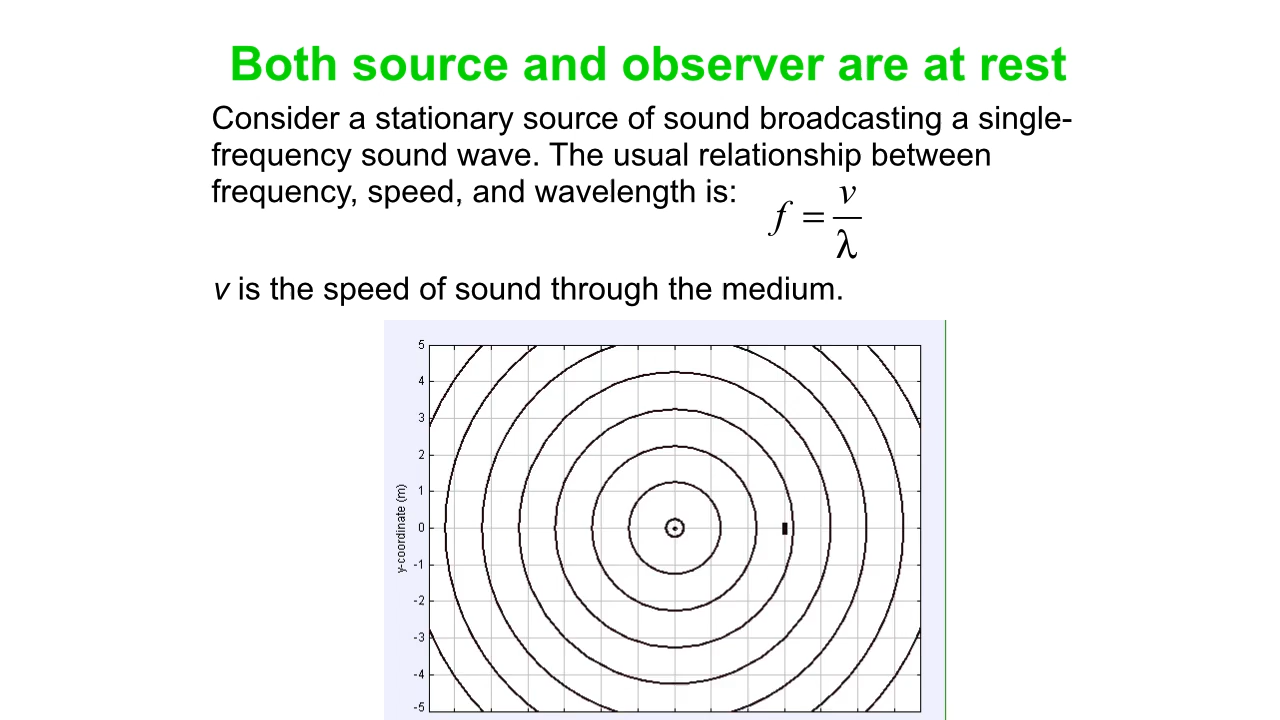 Both source and observer are at rest
Consider a stationary source of sound broadcasting a single-
frequency sound wave. The usual relationship between
frequency, speed, and wavelength is:
f = v/λ
v is the speed of sound through the medium.
5
4
3
2
1
0
-1
-2
-3
-4
-5
y-coordinate (m)